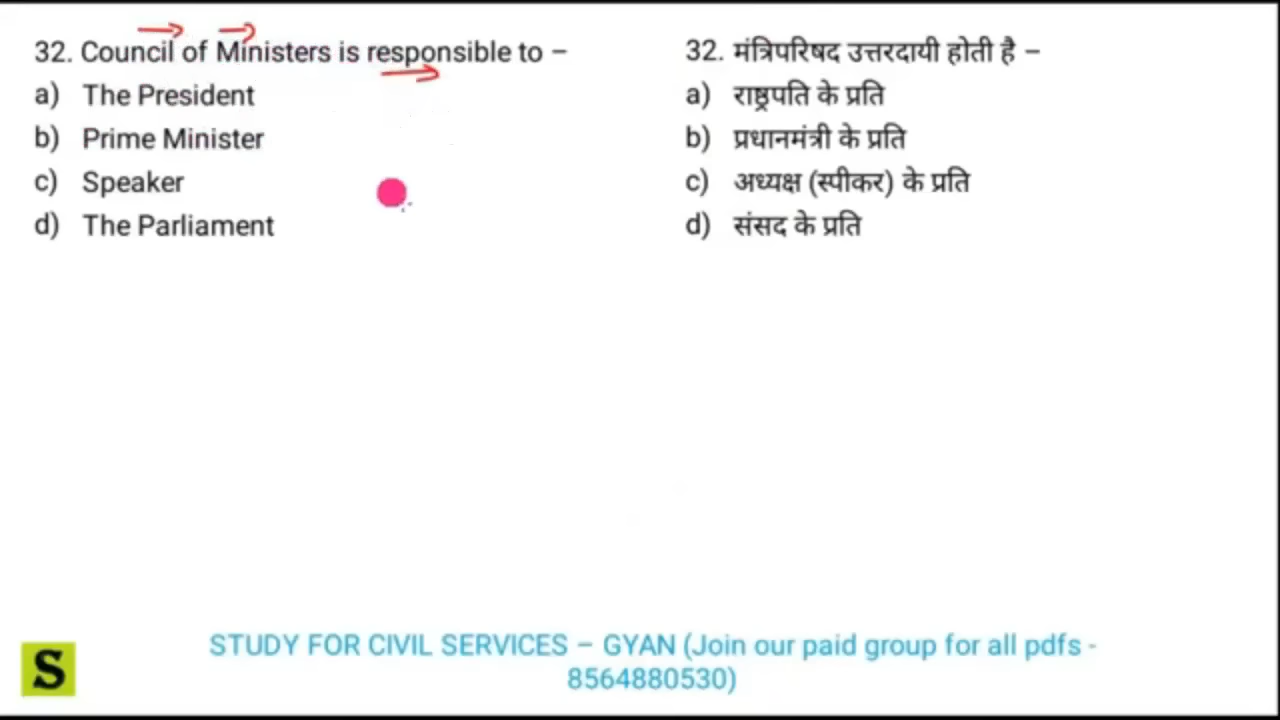 32. Council of Ministers is responsible to –
a) The President
b) Prime Minister
c) Speaker
d) The Parliament
32. मंत्रिपरिषद उत्तरदायी होती है –
a) राष्ट्रपति के प्रति
b) प्रधानमंत्री के प्रति
c) अध्यक्ष (स्पीकर) के प्रति
d) संसद के प्रति
S
STUDY FOR CIVIL SERVICES – GYAN (Join our paid group for all pdfs -
8564880530)